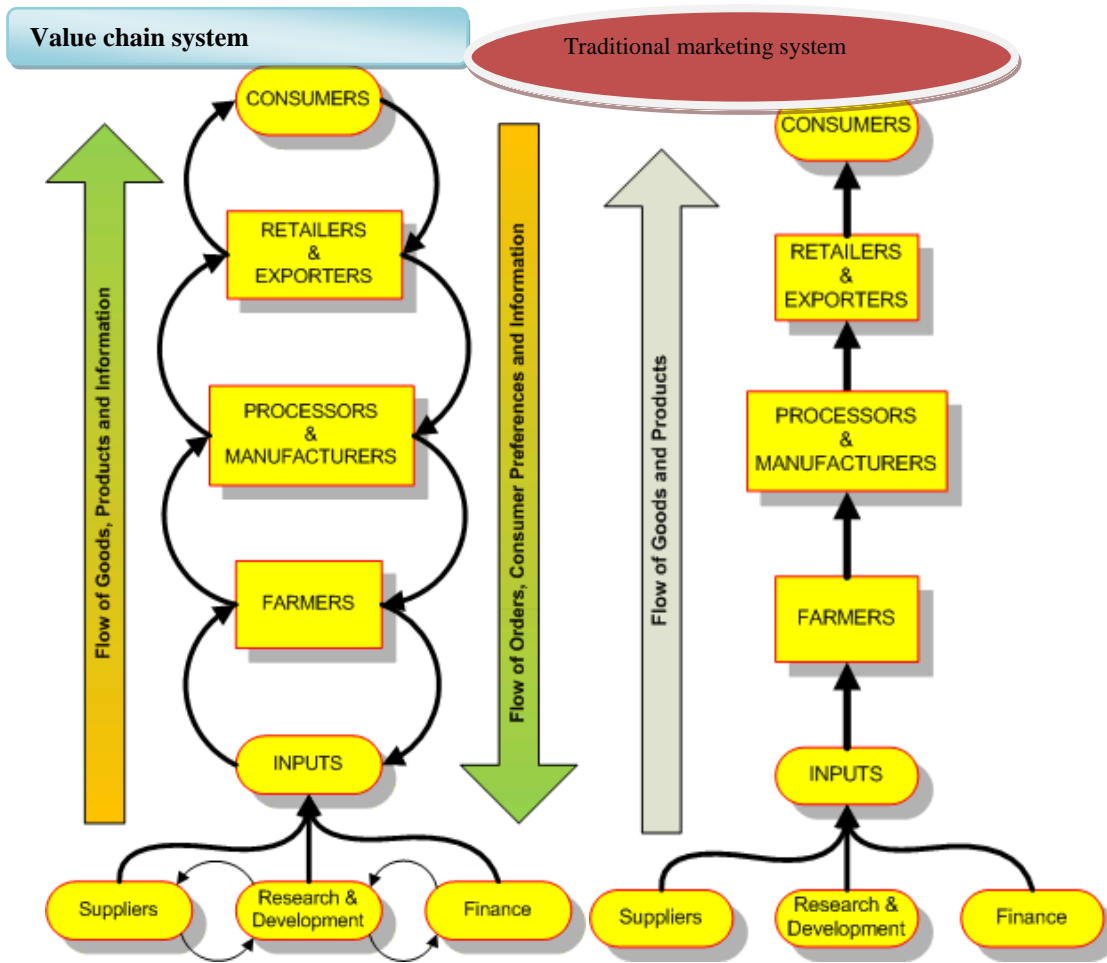 Value chain system
CONSUMERS
RETAILERS
&
EXPORTERS
PROCESSORS
&
MANUFACTURERS
FARMERS
INPUTS
Suppliers
Research &
Development
Finance
Flow of Goods, Products and Information
Flow of Orders, Consumer Preferences and Information
Traditional marketing system
CONSUMERS
RETAILERS
&
EXPORTERS
PROCESSORS
&
MANUFACTURERS
FARMERS
INPUTS
Suppliers
Research &
Development
Finance
Flow of Goods and Products